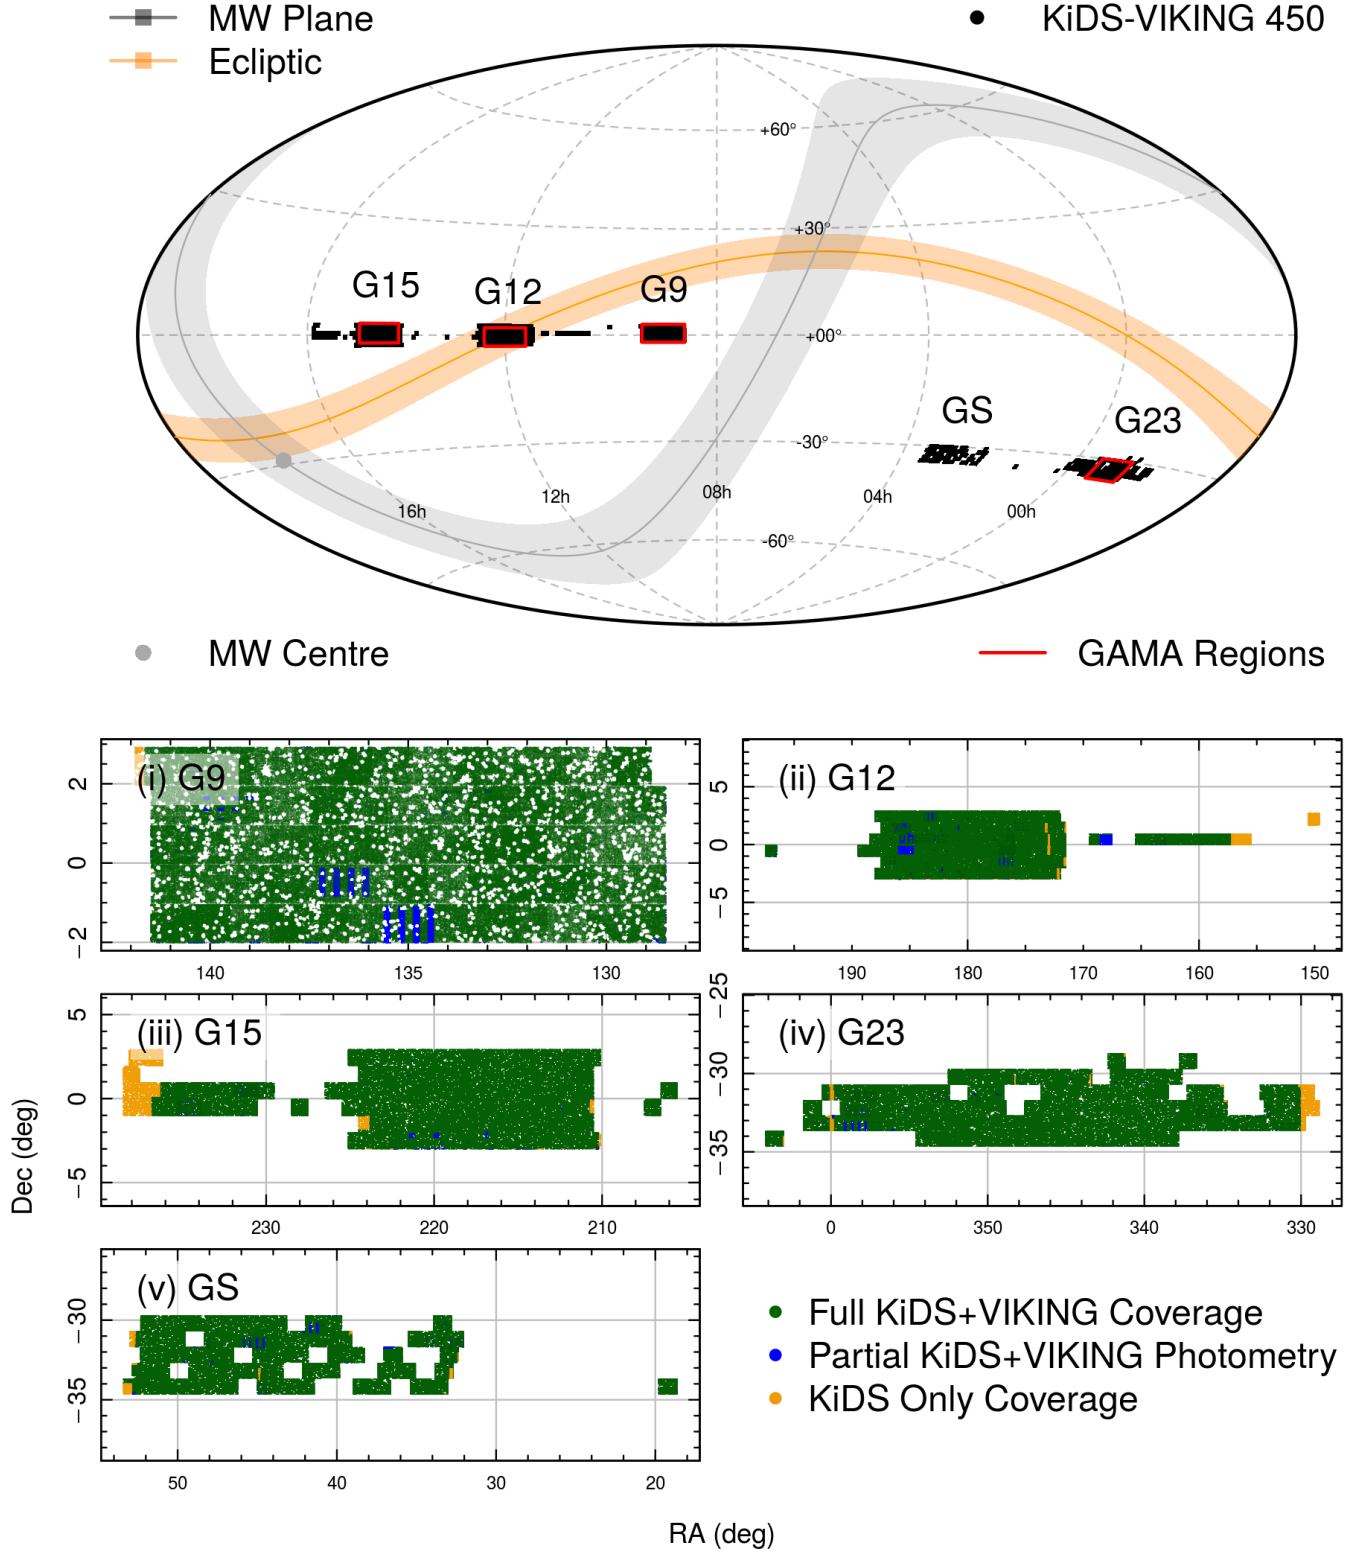 MW Plane
KiDS-VIKING 450
Ecliptic
+60°
+30°
G15
G12
G9
+00°
GS
G23
-30°
16h
12h
08h
04h
00h
-60°
MW Centre
GAMA Regions
(i) G9
2
0
−2
140
135
130
(ii) G12
5
0
−5
190
180
170
160
150
(iii) G15
5
0
−5
230
220
210
(iv) G23
−25
−30
−35
0
350
340
330
Dec (deg)
(v) GS
−30
−35
50
40
30
20
Full KiDS+VIKING Coverage
Partial KiDS+VIKING Photometry
KiDS Only Coverage
RA (deg)